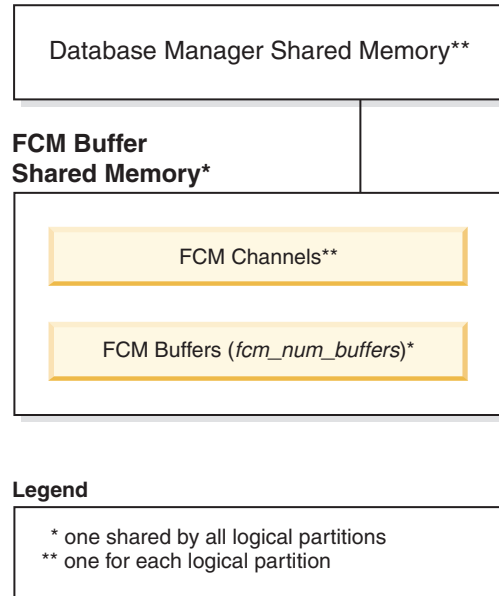 Database Manager Shared Memory**
FCM Buffer
Shared Memory*
FCM Channels**
FCM Buffers (fcm_num_buffers)*
Legend
* one shared by all logical partitions
** one for each logical partition